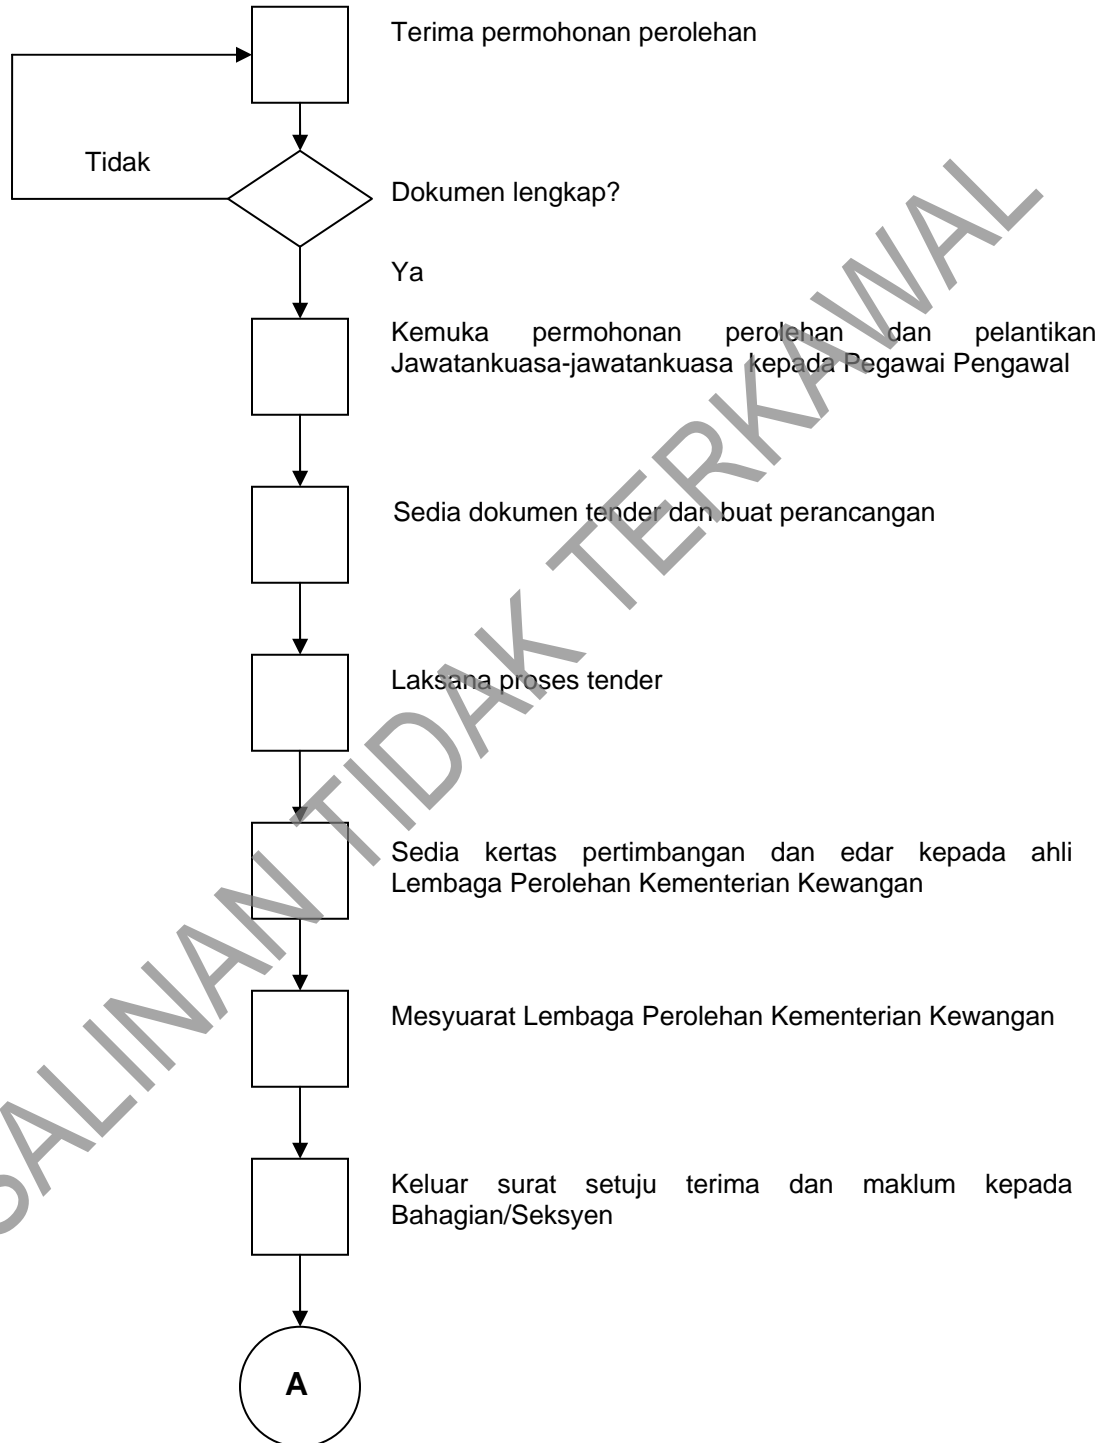 Terima permohonan perolehan
Tidak
Dokumen lengkap?
Ya
Kemuka permohonan perolehan dan pelantikan
Jawatankuasa-jawatankuasa kepada Pegawai Pengawal
Sedia dokumen tender dan buat perancangan
Laksana proses tender
Sedia kertas pertimbangan dan edar kepada ahli
Lembaga Perolehan Kementerian Kewangan
Mesyuarat Lembaga Perolehan Kementerian Kewangan
Keluar surat setuju terima dan maklum kepada
Bahagian/Seksyen
A
SALINAN TIDAK TERKAWAL